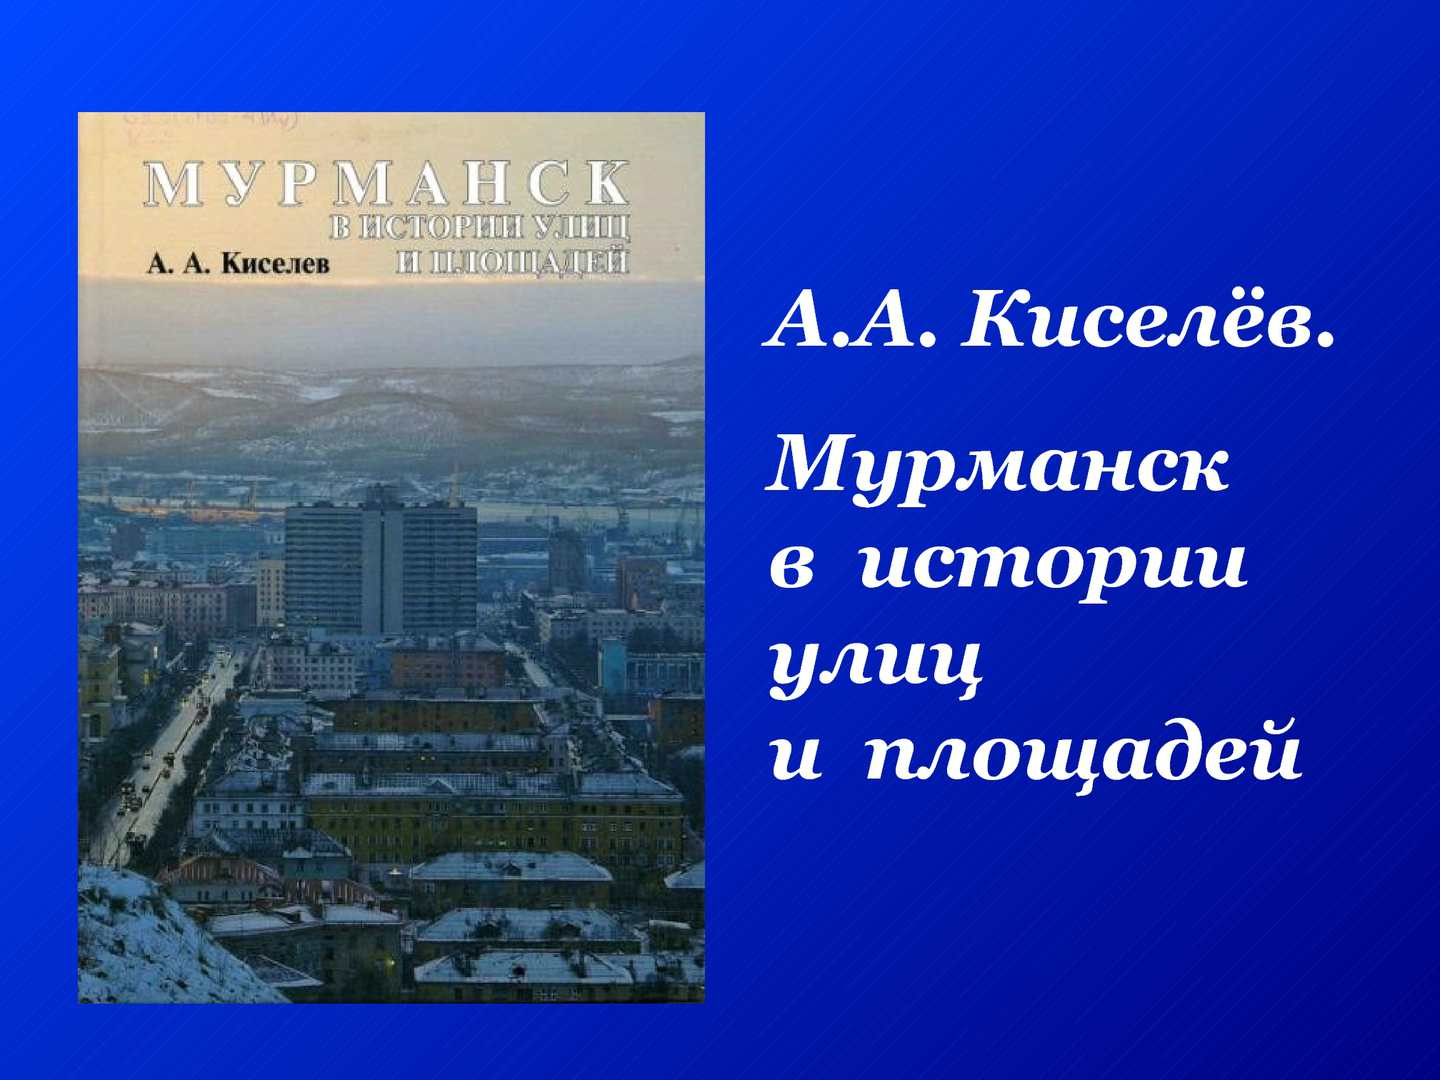 МУРМАНСК
В ИСТОРИИ УЛИЦ
А. А. Киселев И ПЛОЩАДЕЙ
А.А. Киселёв.
Мурманск
в истории
улиц
и площадей